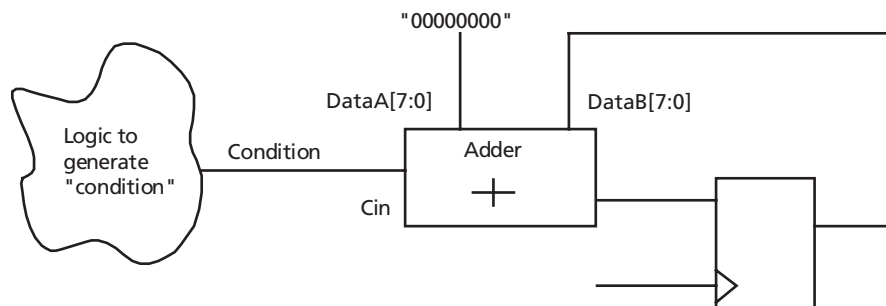 "00000000"
DataA[7:0]
DataB[7:0]
Logic to
generate
"condition"
Condition
Adder
+
Cin